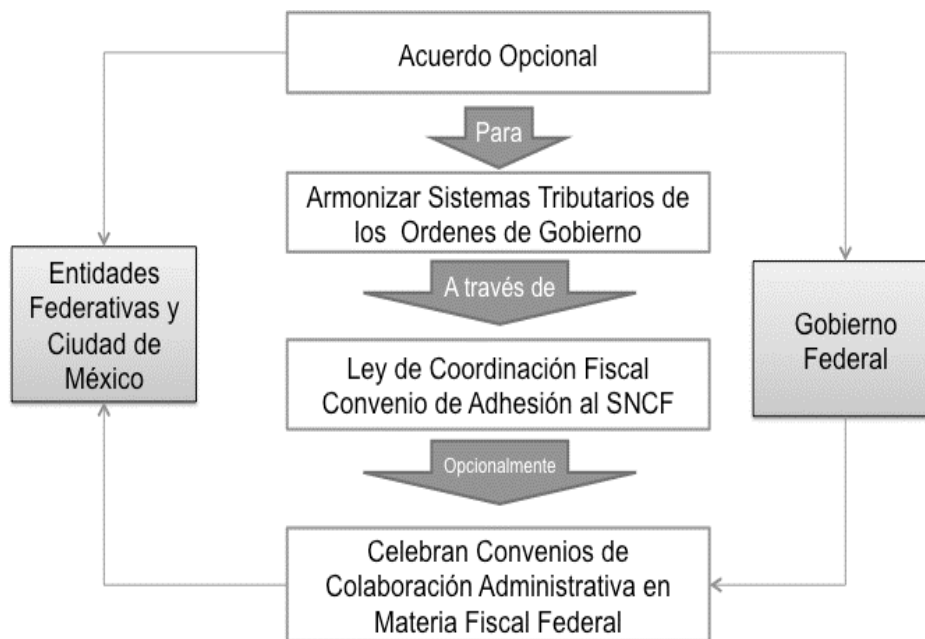 Acuerdo Opcional
Para
Armonizar Sistemas Tributarios de
los Ordenes de Gobierno
A través de
Entidades
Federativas y
Ciudad de
México
Gobierno
Federal
Ley de Coordinación Fiscal
Convenio de Adhesión al SNCF
Opcionalmente
Celebran Convenios de
Colaboración Administrativa en
Materia Fiscal Federal